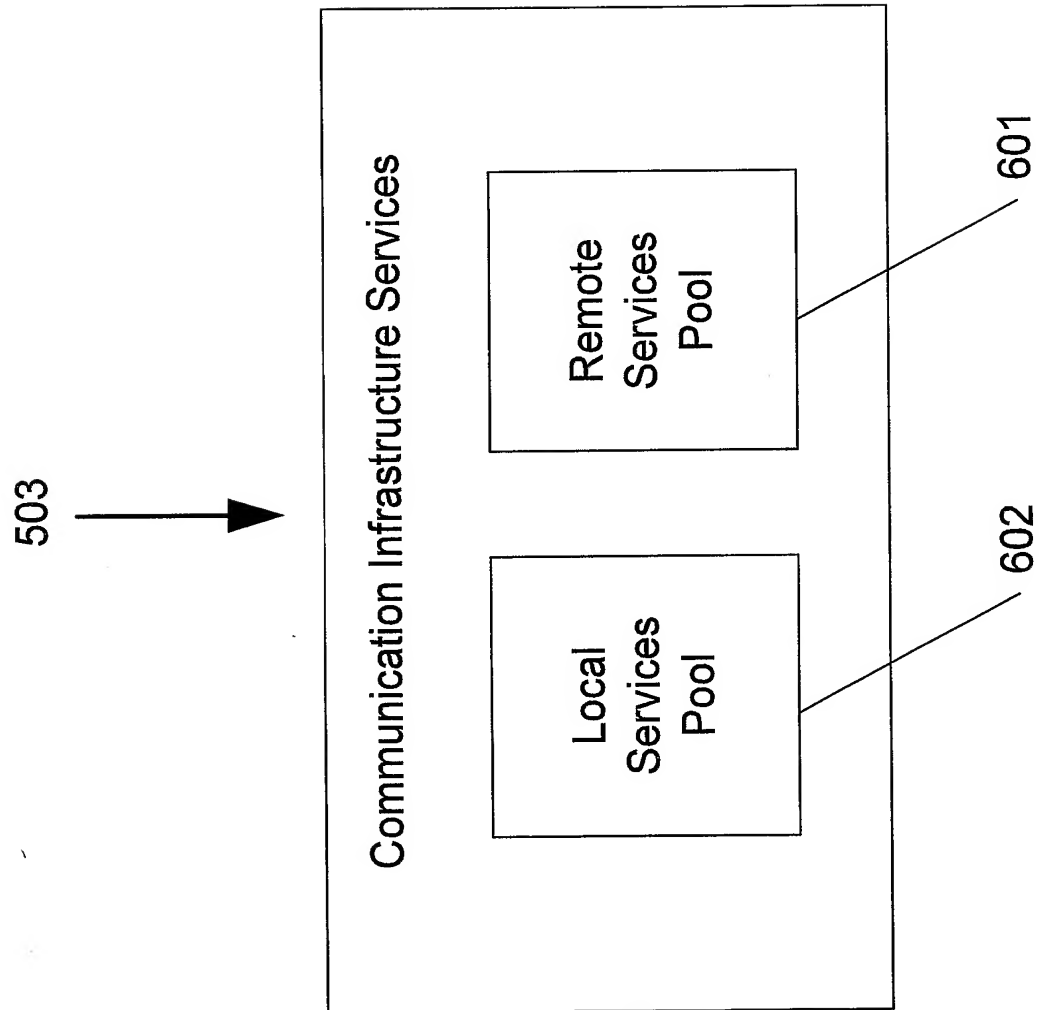 503
Communication Infrastructure Services
Local
Services
Pool
Remote
Services
Pool
602
601